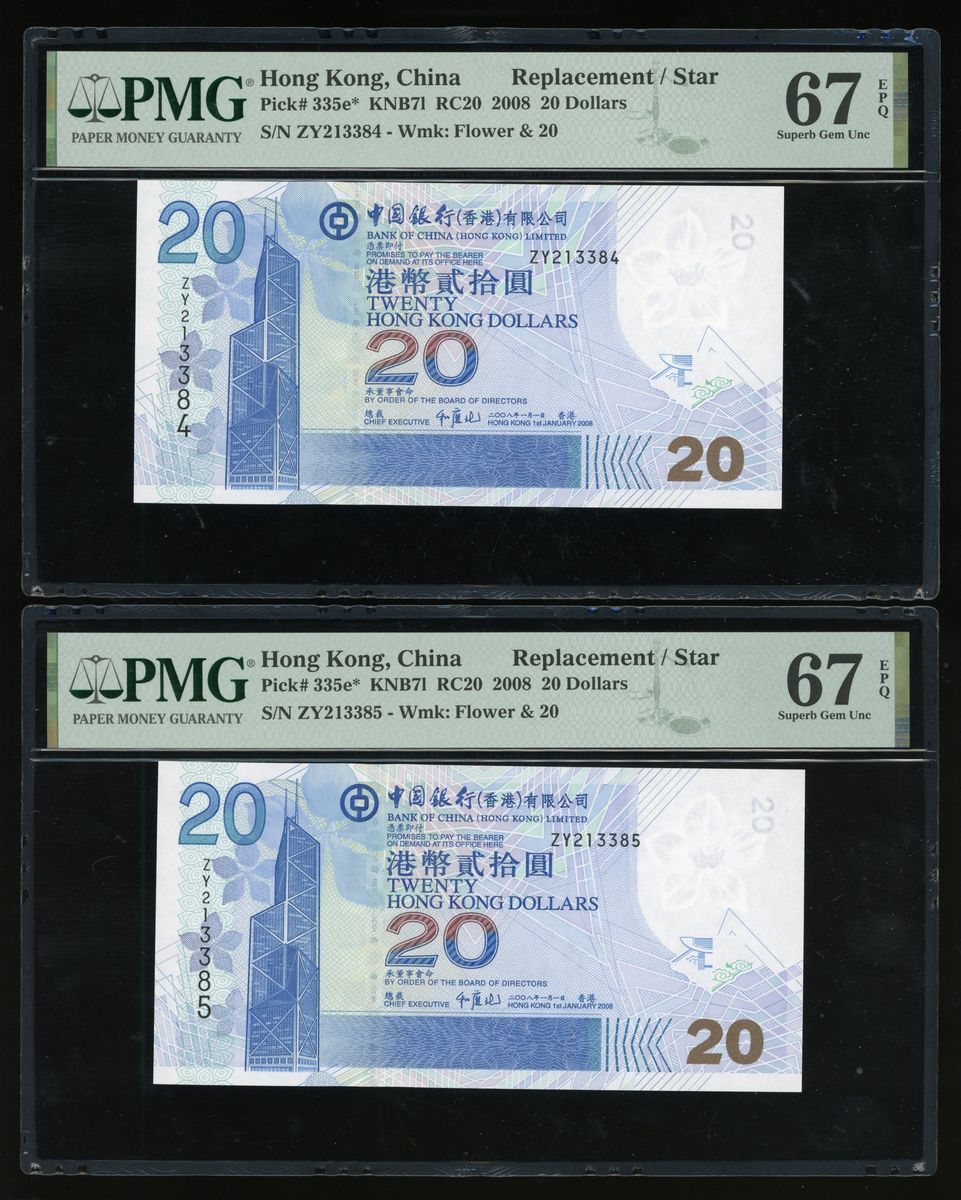 PMG® Hong Kong, China Replacement / Star 67 EPQ
PAPER MONEY GUARANTY Pick# 335e* KNB7l RC20 2008 20 Dollars Superb Gem Unc
S/N ZY213384 - Wmk: Flower & 20
20 中國銀行(香港)有限公司 20
BANK OF CHINA (HONG KONG) LIMITED
憑票即付
PROMISES TO PAY THE BEARER
ON DEMAND AT ITS OFFICE HERE
ZY213384
港幣貳拾圓
TWENTY
HONG KONG DOLLARS
20
ZY213384
承董事會命
BY ORDER OF THE BOARD OF DIRECTORS
總裁 二〇〇八年一月一日 香港
CHIEF EXECUTIVE HONG KONG 1st JANUARY 2008
20
PMG® Hong Kong, China Replacement / Star 67 EPQ
PAPER MONEY GUARANTY Pick# 335e* KNB7l RC20 2008 20 Dollars Superb Gem Unc
S/N ZY213385 - Wmk: Flower & 20
20 中國銀行(香港)有限公司 20
BANK OF CHINA (HONG KONG) LIMITED
憑票即付
PROMISES TO PAY THE BEARER
ON DEMAND AT ITS OFFICE HERE
ZY213385
港幣貳拾圓
TWENTY
HONG KONG DOLLARS
20
ZY213385
承董事會命
BY ORDER OF THE BOARD OF DIRECTORS
總裁 二〇〇八年一月一日 香港
CHIEF EXECUTIVE HONG KONG 1st JANUARY 2008
20